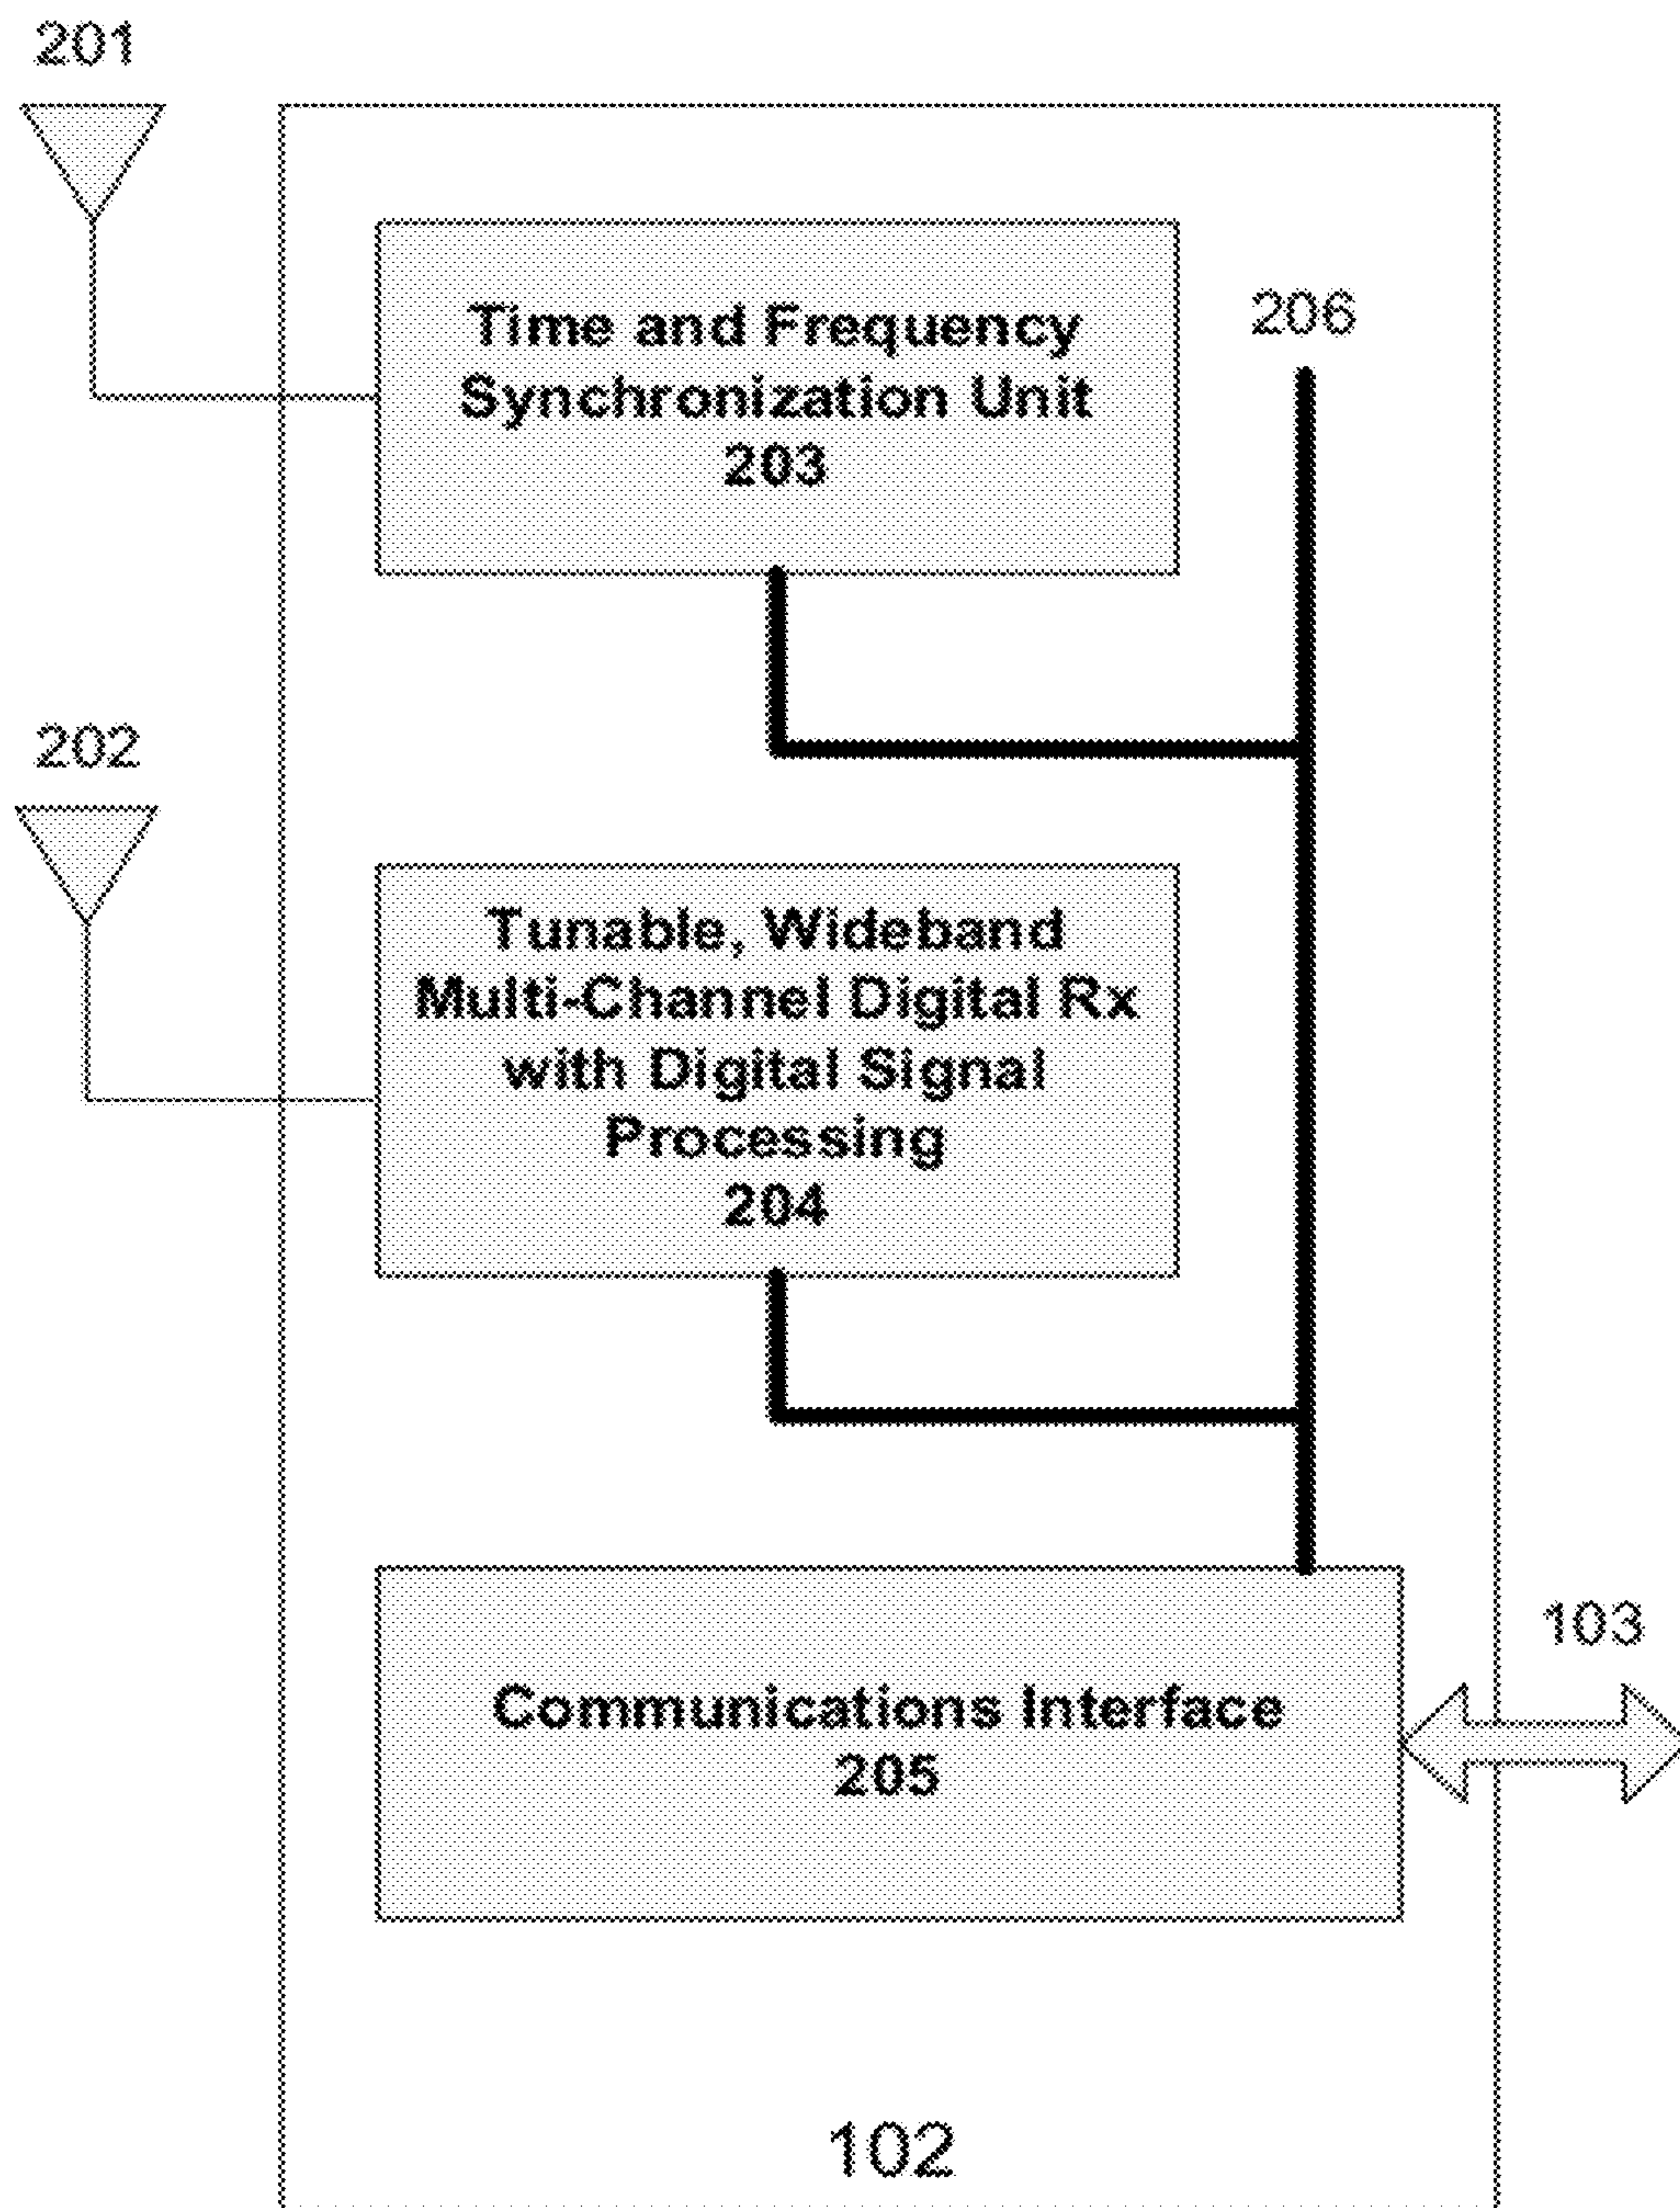 201
Time and Frequency
Synchronization Unit
203
206
202
Tunable, Wideband
Multi-Channel Digital Rx
with Digital Signal
Processing
204
Communications Interface
205
103
102